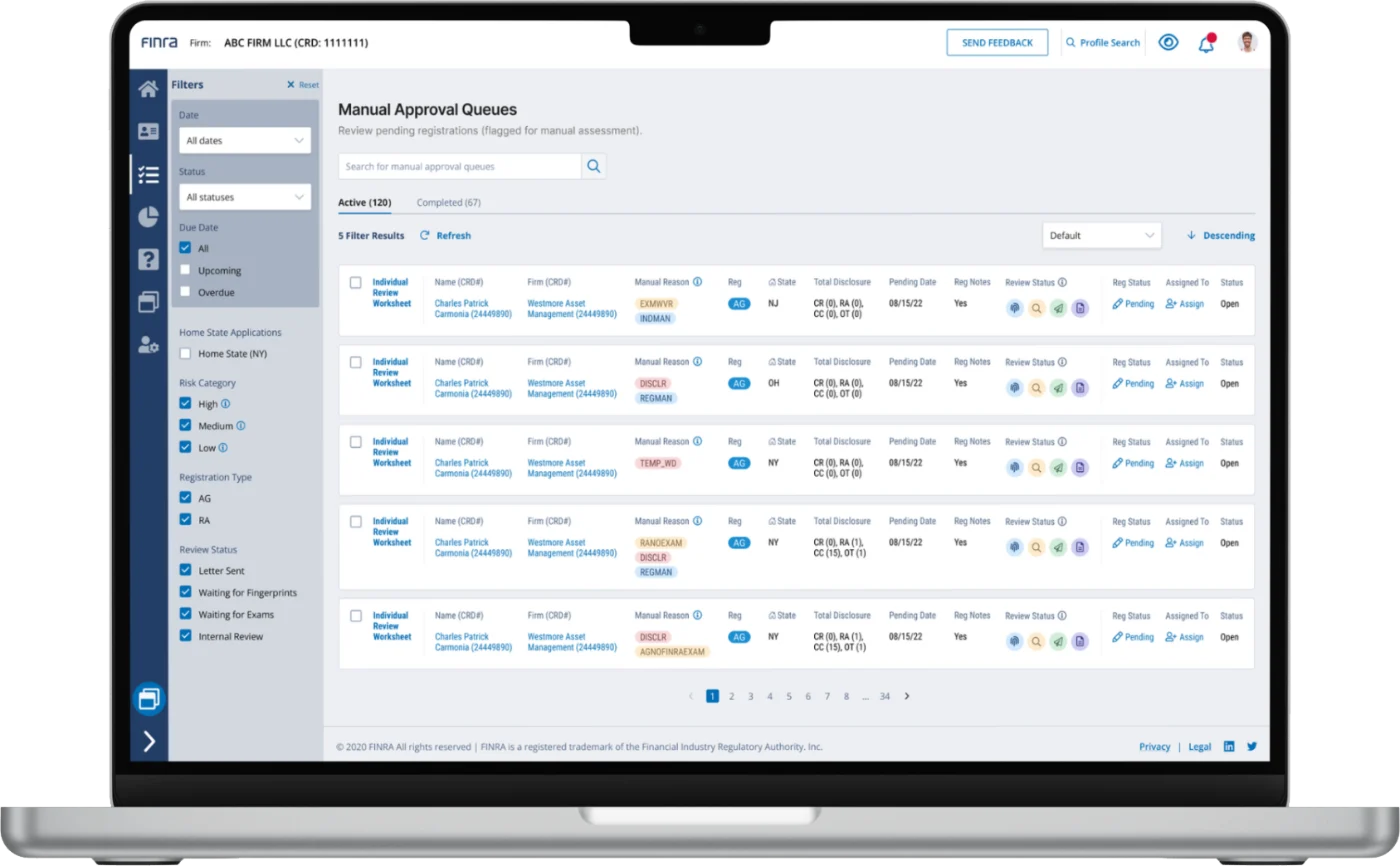 FINRA Firm: ABC FIRM LLC (CRD: 1111111) SEND FEEDBACK Profile Search
Filters Reset
Date
All dates
Status
All statuses
Due Date
All
Upcoming
Overdue
Home State Applications
Home State (NY)
Risk Category
High
Medium
Low
Registration Type
AG
RA
Review Status
Letter Sent
Waiting for Fingerprints
Waiting for Exams
Internal Review
Manual Approval Queues
Review pending registrations (flagged for manual assessment).
Search for manual approval queues
Active (120) Completed (67)
5 Filter Results Refresh Default Descending
Individual Review Worksheet
Name (CRD#) Firm (CRD#) Manual Reason Reg State Total Disclosure Pending Date Reg Notes Review Status Reg Status Assigned To Status
Charles Patrick Westmore Asset EXMWVR AG NJ CR (0), RA (0), 08/15/22 Yes Pending Assign Open
Carmonia (24449890) Management (24449890) INDMAN CC (0), OT (0)
Individual Review Worksheet
Name (CRD#) Firm (CRD#) Manual Reason Reg State Total Disclosure Pending Date Reg Notes Review Status Reg Status Assigned To Status
Charles Patrick Westmore Asset DISCLR AG OH CR (0), RA (0), 08/15/22 Yes Pending Assign Open
Carmonia (24449890) Management (24449890) REGMAN CC (0), OT (0)
Individual Review Worksheet
Name (CRD#) Firm (CRD#) Manual Reason Reg State Total Disclosure Pending Date Reg Notes Review Status Reg Status Assigned To Status
Charles Patrick Westmore Asset TEMP_WD AG NY CR (0), RA (0), 08/15/22 Yes Pending Assign Open
Carmonia (24449890) Management (24449890) CC (0), OT (0)
Individual Review Worksheet
Name (CRD#) Firm (CRD#) Manual Reason Reg State Total Disclosure Pending Date Reg Notes Review Status Reg Status Assigned To Status
Charles Patrick Westmore Asset RANOEXAM AG NY CR (0), RA (1), 08/15/22 Yes Pending Assign Open
Carmonia (24449890) Management (24449890) DISCLR CC (15), OT (1)
REGMAN
Individual Review Worksheet
Name (CRD#) Firm (CRD#) Manual Reason Reg State Total Disclosure Pending Date Reg Notes Review Status Reg Status Assigned To Status
Charles Patrick Westmore Asset DISCLR AG NY CR (0), RA (1), 08/15/22 Yes Pending Assign Open
Carmonia (24449890) Management (24449890) AGNOFINRAEXAM CC (15), OT (1)
1 2 3 4 5 6 7 8 ... 34
© 2020 FINRA All rights reserved | FINRA is a registered trademark of the Financial Industry Regulatory Authority, Inc. Privacy | Legal